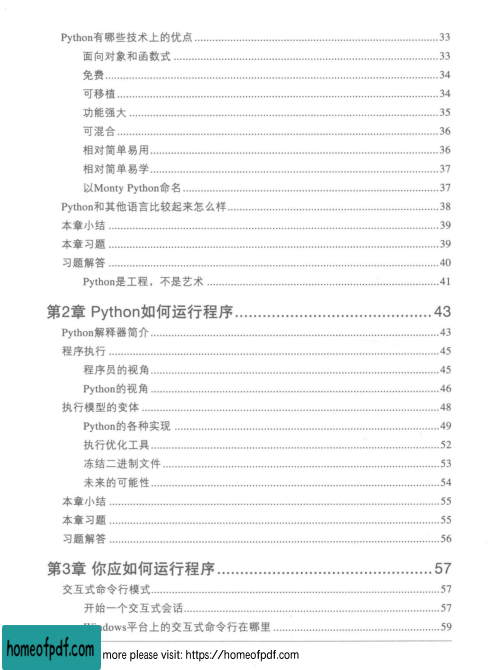 Python有哪些技术上的优点 ........ 33
面向对象和函数式 ........ 33
免费 ........ 34
可移植 ........ 34
功能强大 ........ 35
可混合 ........ 36
相对简单易用 ........ 36
相对简单易学 ........ 37
以Monty Python命名 ........ 37
Python和其他语言比较起来怎么样 ........ 38
本章小结 ........ 39
本章习题 ........ 39
习题解答 ........ 40
Python是工程，不是艺术 ........ 41
第2章 Python如何运行程序 ........ 43
Python解释器简介 ........ 43
程序执行 ........ 45
程序员的视角 ........ 45
Python的视角 ........ 46
执行模型的变体 ........ 48
Python的各种实现 ........ 49
执行优化工具 ........ 52
冻结二进制文件 ........ 53
未来的可能性 ........ 54
本章小结 ........ 55
本章习题 ........ 55
习题解答 ........ 56
第3章 你应如何运行程序 ........ 57
交互式命令行模式 ........ 57
开始一个交互式会话 ........ 57
Windows平台上的交互式命令行在哪里 ........ 59
homeofpdf.com
more please visit: https://homeofpdf.com